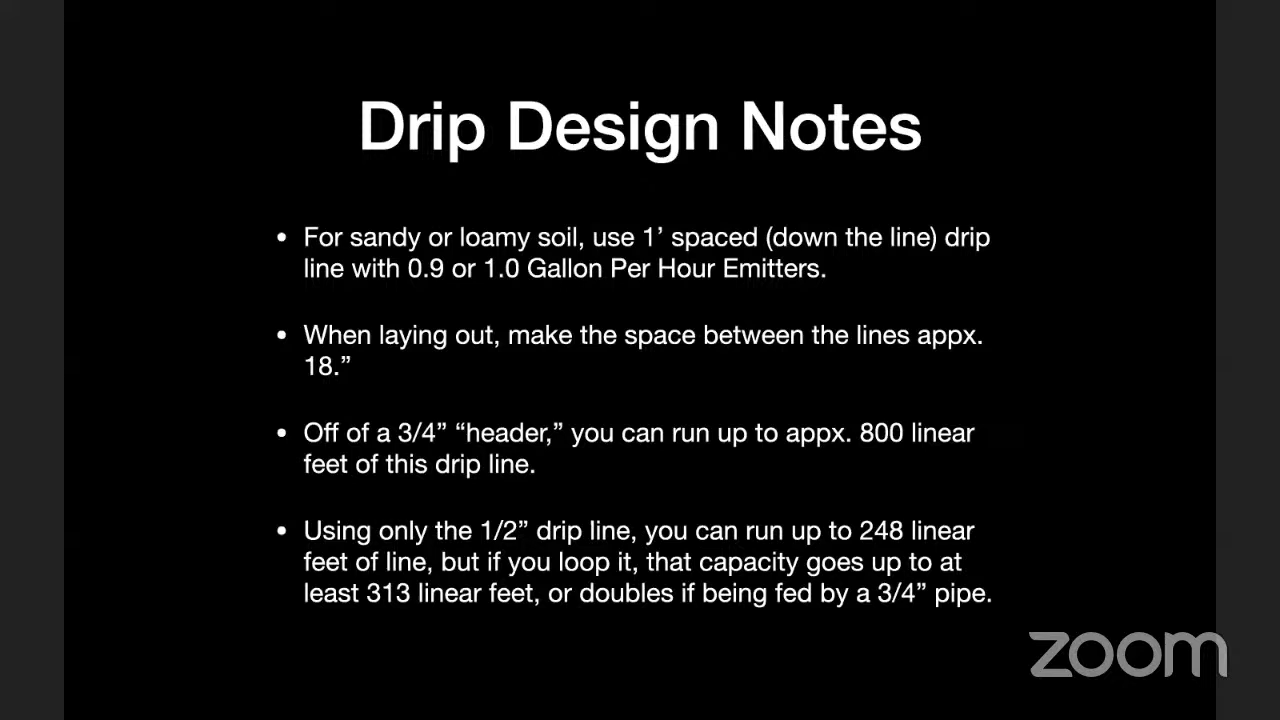 Drip Design Notes
• For sandy or loamy soil, use 1’ spaced (down the line) drip
line with 0.9 or 1.0 Gallon Per Hour Emitters.
• When laying out, make the space between the lines appx.
18.”
• Off of a 3/4” “header,” you can run up to appx. 800 linear
feet of this drip line.
• Using only the 1/2” drip line, you can run up to 248 linear
feet of line, but if you loop it, that capacity goes up to at
least 313 linear feet, or doubles if being fed by a 3/4” pipe.
zoom